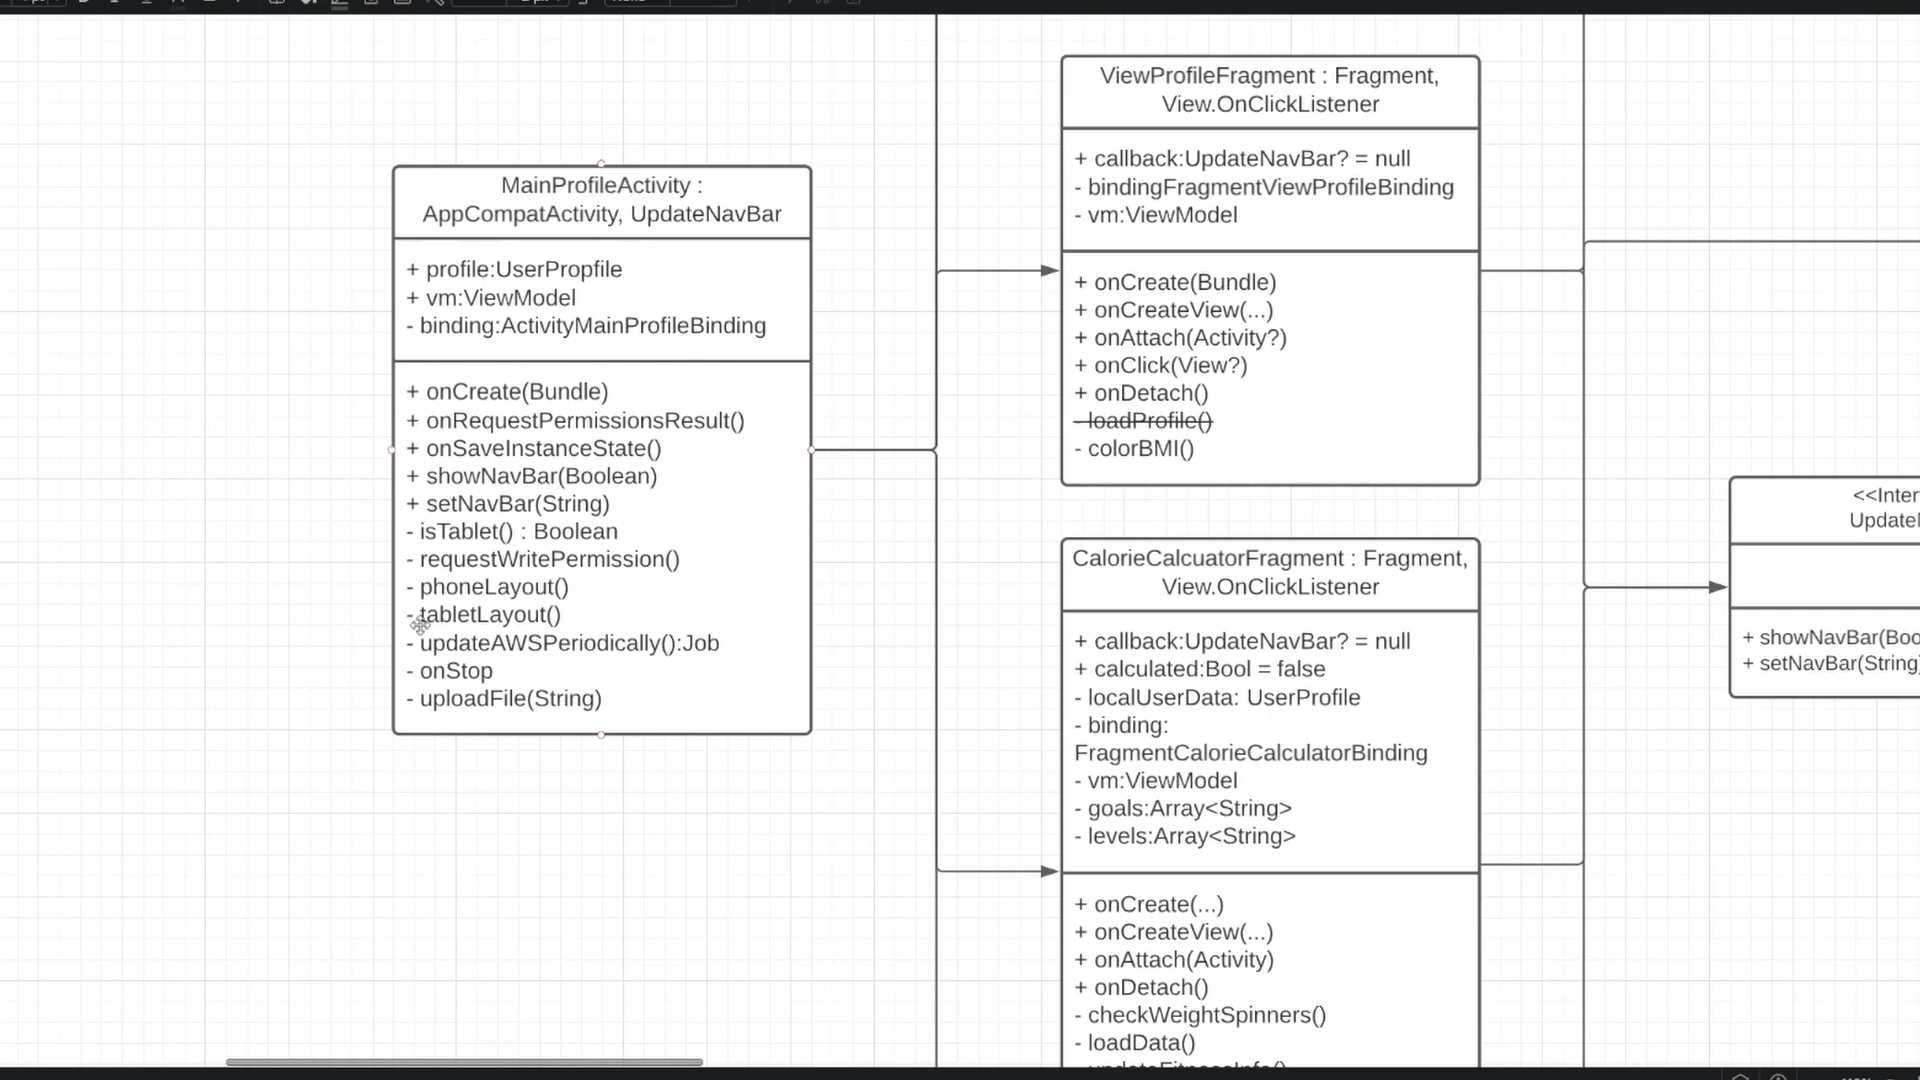 MainProfileActivity :
AppCompatActivity, UpdateNavBar
+ profile:UserPropfile
+ vm:ViewModel
- binding:ActivityMainProfileBinding
+ onCreate(Bundle)
+ onRequestPermissionsResult()
+ onSaveInstanceState()
+ showNavBar(Boolean)
+ setNavBar(String)
- isTablet() : Boolean
- requestWritePermission()
- phoneLayout()
- tabletLayout()
- updateAWSPeriodically():Job
- onStop
- uploadFile(String)
ViewProfileFragment : Fragment,
View.OnClickListener
+ callback:UpdateNavBar? = null
- bindingFragmentViewProfileBinding
- vm:ViewModel
+ onCreate(Bundle)
+ onCreateView(...)
+ onAttach(Activity?)
+ onClick(View?)
+ onDetach()
- loadProfile()
- colorBMI()
CalorieCalcuatorFragment : Fragment,
View.OnClickListener
+ callback:UpdateNavBar? = null
+ calculated:Bool = false
- localUserData: UserProfile
- binding:
FragmentCalorieCalculatorBinding
- vm:ViewModel
- goals:Array<String>
- levels:Array<String>
+ onCreate(...)
+ onCreateView(...)
+ onAttach(Activity)
+ onDetach()
- checkWeightSpinners()
- loadData()
<<Inter
Update
+ showNavBar(Boo
+ setNavBar(String